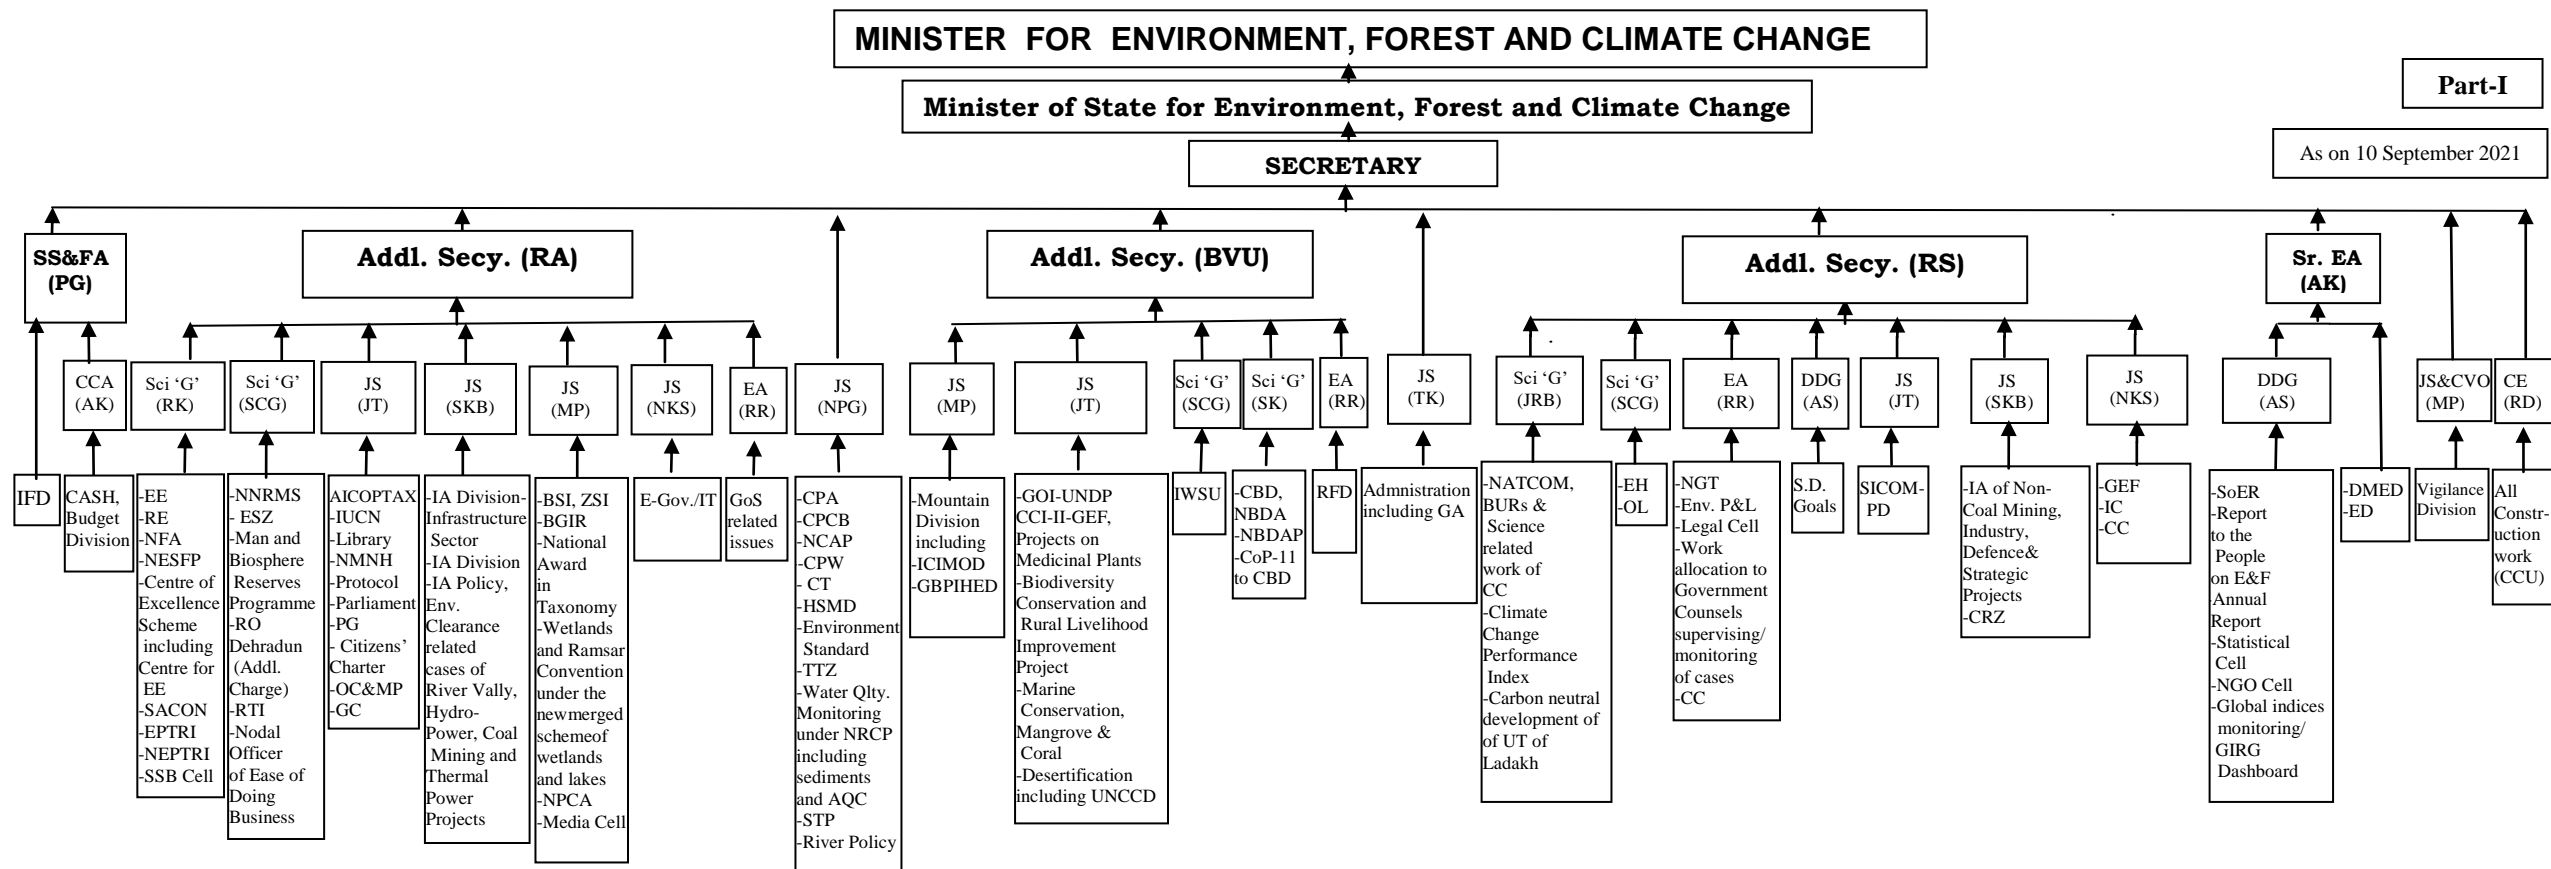 MINISTER FOR ENVIRONMENT, FOREST AND CLIMATE CHANGE
Minister of State for Environment, Forest and Climate Change
Part-I
SECRETARY
As on 10 September 2021
SS&FA
(PG)
Addl. Secy. (RA)
Addl. Secy. (BVU)
Addl. Secy. (RS)
Sr. EA
(AK)
CCA
(AK)
Sci ‘G’
(RK)
Sci ‘G’
(SCG)
JS
(JT)
JS
(SKB)
JS
(MP)
JS
(NKS)
EA
(RR)
JS
(NPG)
JS
(MP)
JS
(JT)
Sci ‘G’
(SCG)
Sci ‘G’
(SK)
EA
(RR)
JS
(TK)
Sci ‘G’
(JRB)
Sci ‘G’
(SCG)
EA
(RR)
DDG
(AS)
JS
(JT)
JS
(SKB)
JS
(NKS)
DDG
(AS)
JS&CVO
(MP)
CE
(RD)
IFD
CASH,
Budget
Division
-EE
-RE
-NFA
-NESFP
-Centre of
Excellence
Scheme
including
Centre for
EE
-SACON
-EPTRI
-NEPTRI
-SSB Cell
-NNRMS
- ESZ
-Man and
Biosphere
Reserves
Programme
-RO
Dehradun
(Addl.
Charge)
-RTI
-Nodal
Officer
of Ease of
Doing
Business
AICOPTAX
-IUCN
-Library
-NMNH
-Protocol
-Parliament
-PG
- Citizens’
Charter
-OC&MP
-GC
-IA Division-
Infrastructure
Sector
-IA Division
-IA Policy,
Env.
Clearance
related
cases of
River Vally,
Hydro-
Power, Coal
Mining and
Thermal
Power
Projects
-BSI, ZSI
-BGIR
-National
Award
in
Taxonomy
-Wetlands
and Ramsar
Convention
under the
newmerged
schemeof
wetlands
and lakes
-NPCA
-Media Cell
E-Gov./IT
GoS
related
issues
-CPA
-CPCB
-NCAP
-CPW
- CT
-HSMD
-Environment
Standard
-TTZ
-Water Qlty.
Monitoring
under NRCP
including
sediments
and AQC
-STP
-River Policy
-Mountain
Division
including
-ICIMOD
-GBPIHED
-GOI-UNDP
CCI-II-GEF,
Projects on
Medicinal Plants
-Biodiversity
Conservation and
Rural Livelihood
Improvement
Project
-Marine
Conservation,
Mangrove &
Coral
-Desertification
including UNCCD
IWSU
-CBD,
NBDA
-NBDAP
-CoP-11
to CBD
RFD
Admnistration
including GA
-NATCOM,
BURs &
Science
related
work of
CC
-Climate
Change
Performance
Index
-Carbon neutral
development of
of UT of
Ladakh
-EH
-OL
-NGT
-Env. P&L
-Legal Cell
-Work
allocation to
Government
Counsels
supervising/
monitoring
of cases
-CC
S.D.
Goals
SICOM-
PD
-IA of Non-
Coal Mining,
Industry,
Defence&
Strategic
Projects
-CRZ
-GEF
-IC
-CC
-SoER
-Report
to the
People
on E&F
-Annual
Report
-Statistical
Cell
-NGO Cell
-Global indices
monitoring/
GIRG
Dashboard
-DMED
-ED
Vigilance
Division
All
Constr-
uction
work
(CCU)